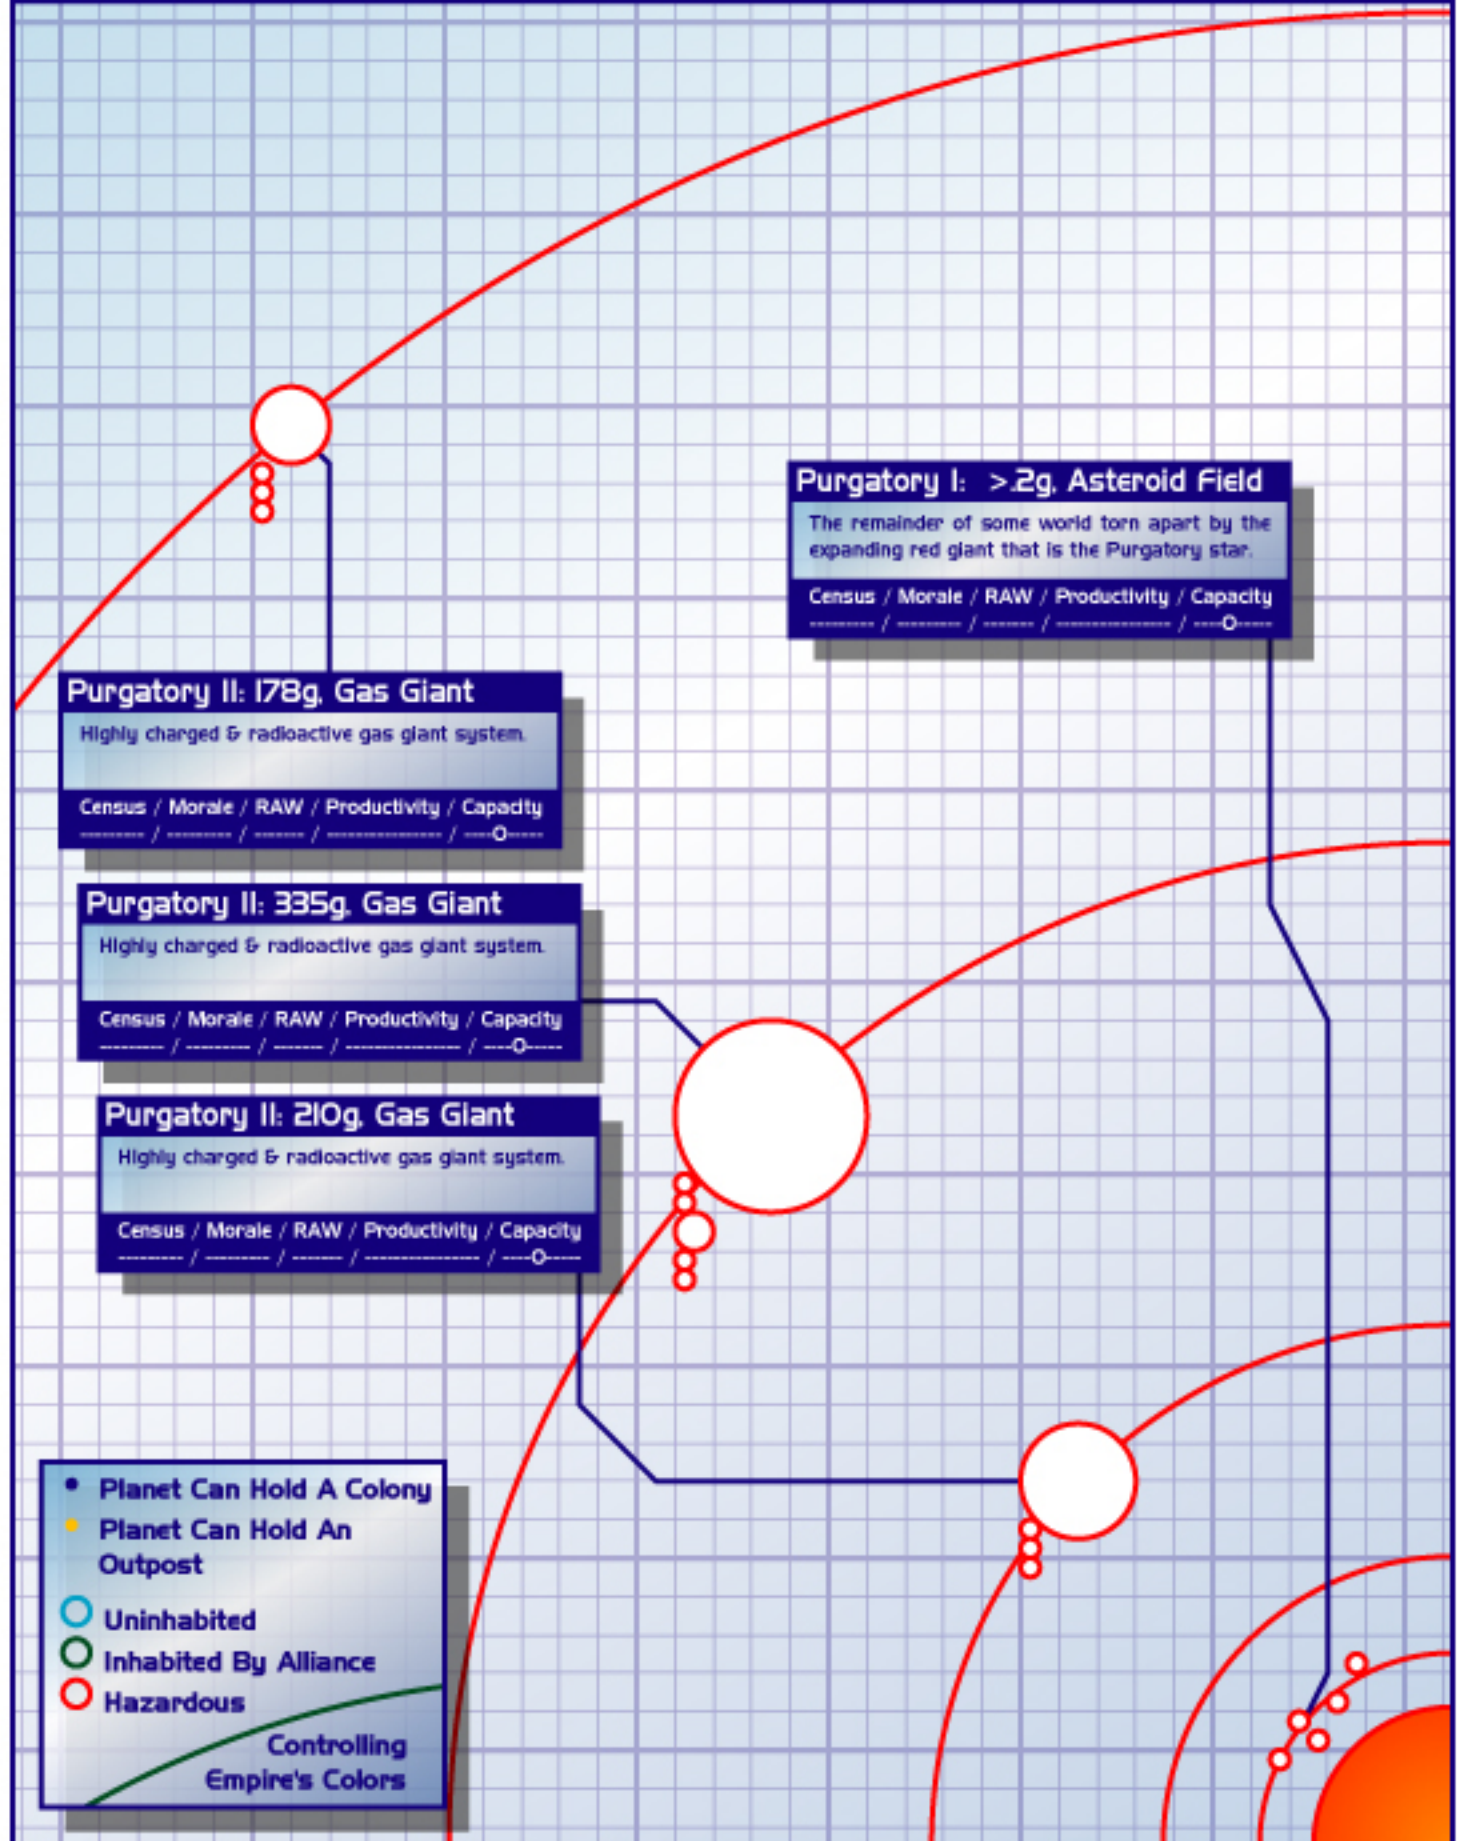 Purgatory I:  >.2g, Asteroid Field
The remainder of some world torn apart by the
expanding red giant that is the Purgatory star.
Census / Morale / RAW / Productivity / Capacity
--------- / --------- / ------- / ---------------- / ----0-----
Purgatory II: 178g, Gas Giant
Highly charged & radioactive gas giant system.
Census / Morale / RAW / Productivity / Capacity
--------- / --------- / ------- / ---------------- / ----0-----
Purgatory II: 335g, Gas Giant
Highly charged & radioactive gas giant system.
Census / Morale / RAW / Productivity / Capacity
--------- / --------- / ------- / ---------------- / ----0-----
Purgatory II: 210g, Gas Giant
Highly charged & radioactive gas giant system.
Census / Morale / RAW / Productivity / Capacity
--------- / --------- / ------- / ---------------- / ----0-----
Planet Can Hold A Colony
Planet Can Hold An
Outpost
Uninhabited
Inhabited By Alliance
Hazardous
Controlling
Empire's Colors